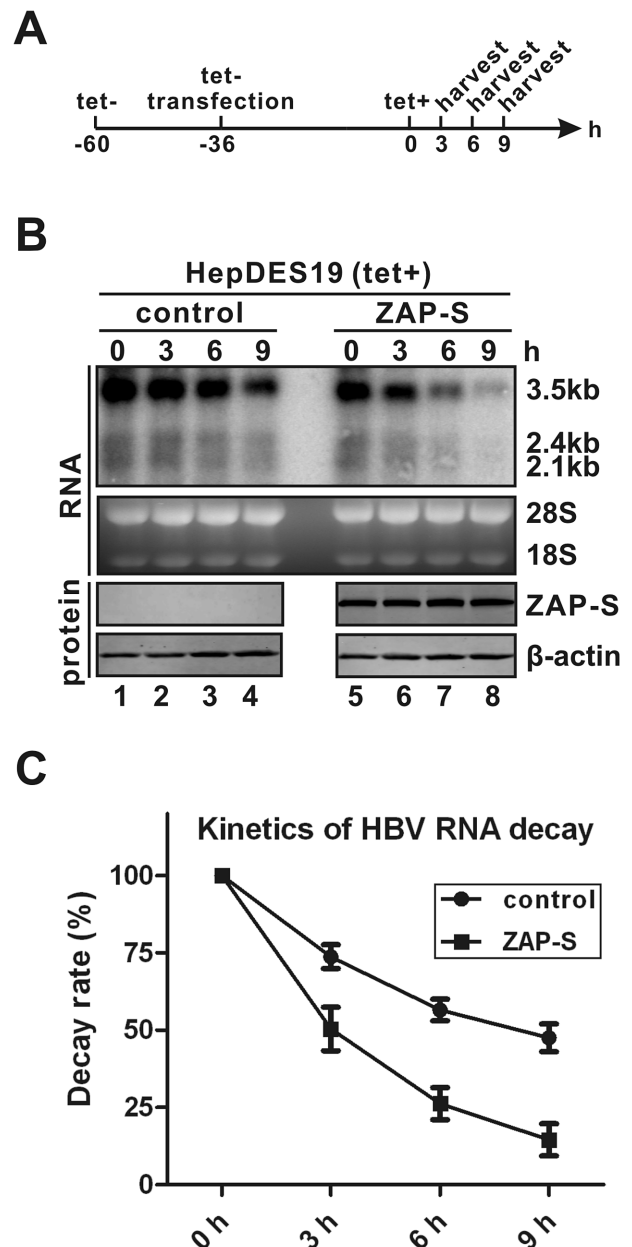 A
tet-
tet-
transfection
tet+
harvest
harvest
harvest
-60
-36
0 3 6 9
h
B
HepDES19 (tet+)
control ZAP-S
0 3 6 9 0 3 6 9 h
RNA
3.5kb
2.4kb
2.1kb
28S
18S
protein
ZAP-S
β-actin
1 2 3 4 5 6 7 8
C
Kinetics of HBV RNA decay
control
ZAP-S
Decay rate (%)
100
75
50
25
0
0 h 3 h 6 h 9 h